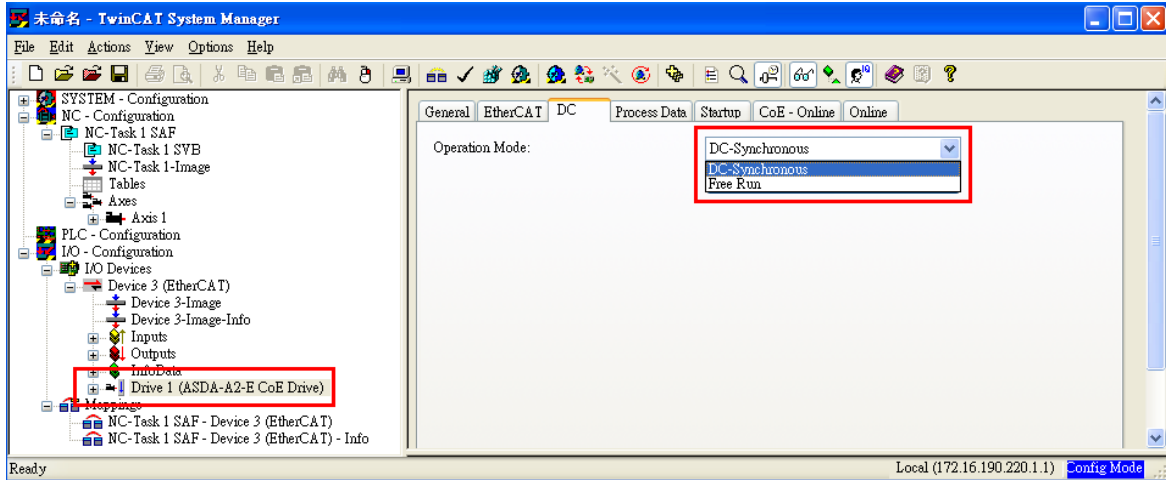 未命名 - TwinCAT System Manager
File Edit Actions View Options Help
SYSTEM - Configuration
NC - Configuration
NC-Task 1 SAF
NC-Task 1 SVB
NC-Task 1-Image
Tables
Axes
Axis 1
PLC - Configuration
I/O - Configuration
I/O Devices
Device 3 (EtherCAT)
Device 3-Image
Device 3-Image-Info
Inputs
Outputs
InfoData
Drive 1 (ASDA-A2-E CoE Drive)
Mappings
NC-Task 1 SAF - Device 3 (EtherCAT)
NC-Task 1 SAF - Device 3 (EtherCAT) - Info
General EtherCAT DC Process Data Startup CoE - Online Online
Operation Mode: DC-Synchronous
DC-Synchronous
Free Run
Ready Local (172.16.190.220.1.1) Config Mode